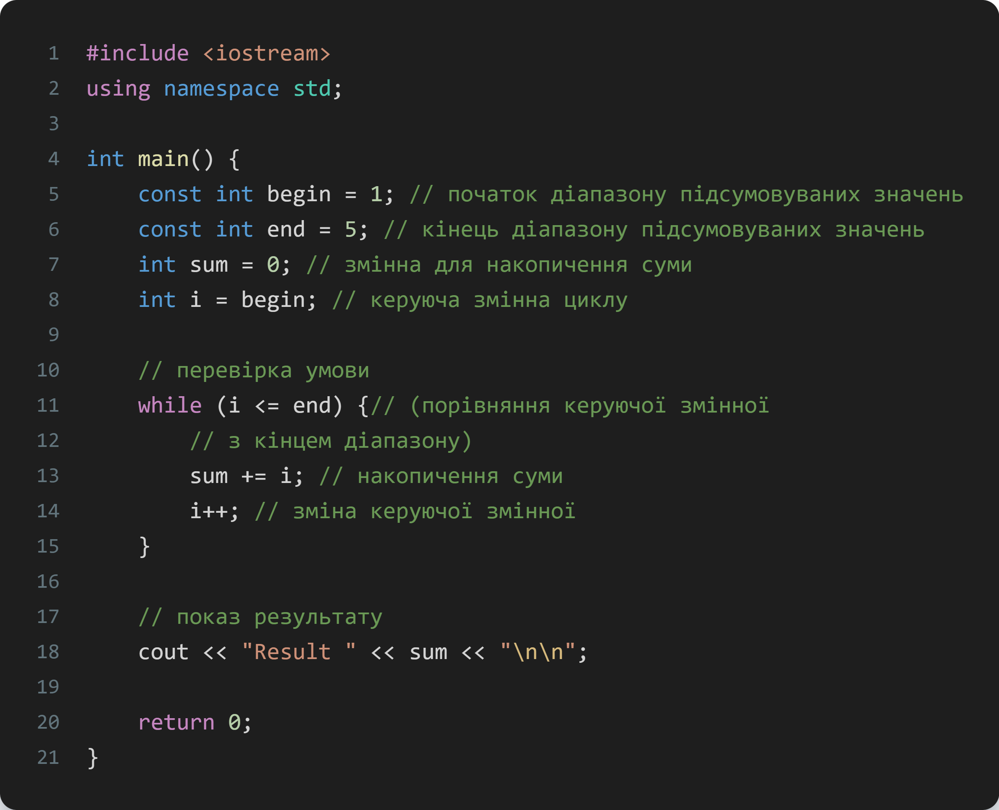 1 #include <iostream>
2 using namespace std;
3
4 int main() {
5     const int begin = 1; // початок діапазону підсумовуваних значень
6     const int end = 5; // кінець діапазону підсумовуваних значень
7     int sum = 0; // змінна для накопичення суми
8     int i = begin; // керуюча змінна циклу
9
10     // перевірка умови
11     while (i <= end) {// (порівняння керуючої змінної
12         // з кінцем діапазону)
13         sum += i; // накопичення суми
14         i++; // зміна керуючої змінної
15     }
16
17     // показ результату
18     cout << "Result " << sum << "\n\n";
19
20     return 0;
21 }